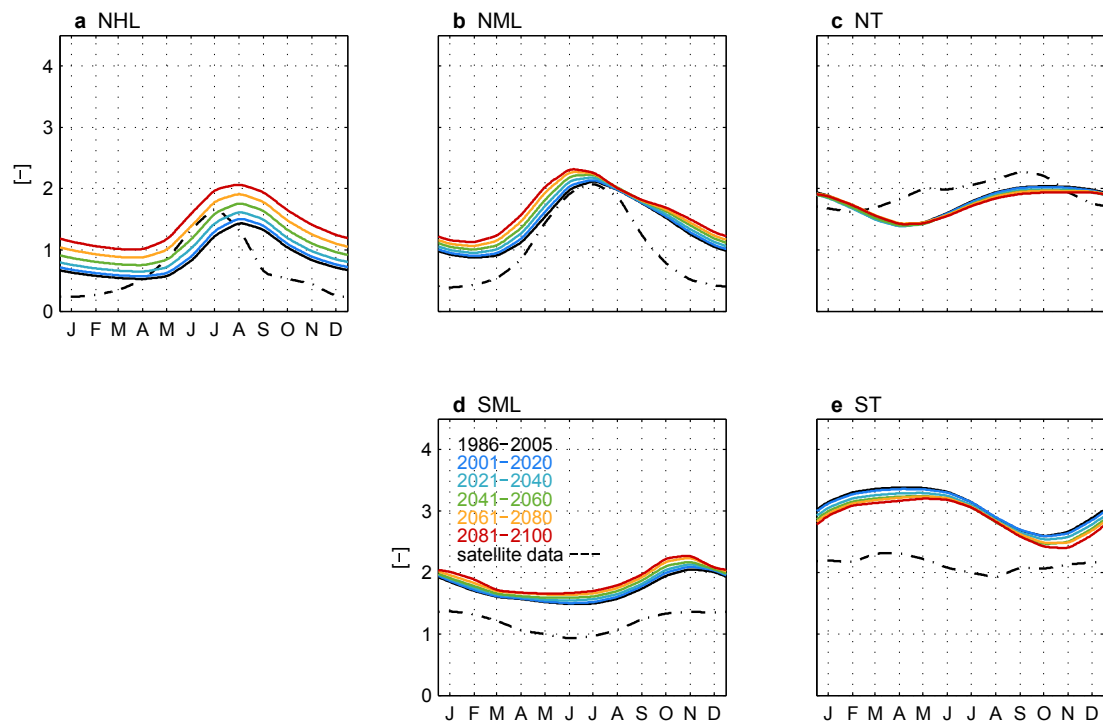 a NHL
b NML
c NT
4
3
2
1
0
[−]
J F M A M J J A S O N D
d SML
e ST
4
3
2
1
0
[−]
1986−2005
2001−2020
2021−2040
2041−2060
2061−2080
2081−2100
satellite data
J F M A M J J A S O N D
J F M A M J J A S O N D